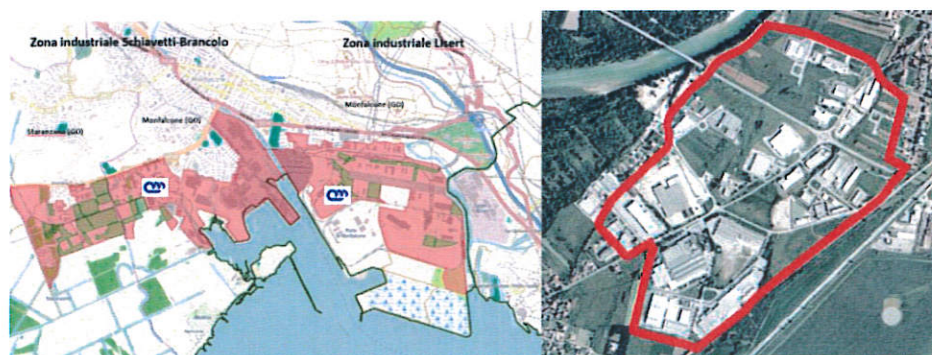 Zona industriale Schiavetti-Brancolo
Zona industriale Lisert
Monfalcone (GO)
Staranzano (GO)
Monfalcone (GO)